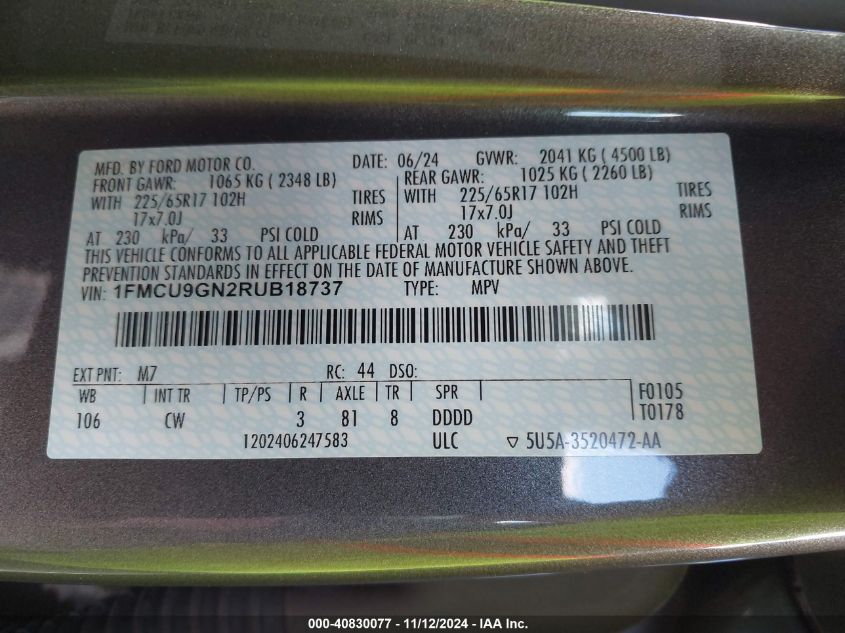 MFD. BY FORD MOTOR CO. DATE: 06/24 GVWR: 2041 KG ( 4500 LB)
FRONT GAWR: 1065 KG ( 2348 LB) REAR GAWR: 1025 KG ( 2260 LB)
WITH 225/65R17 102H TIRES WITH 225/65R17 102H TIRES
17x7.0J RIMS 17x7.0J RIMS
AT 230 kPa/ 33 PSI COLD AT 230 kPa/ 33 PSI COLD
THIS VEHICLE CONFORMS TO ALL APPLICABLE FEDERAL MOTOR VEHICLE SAFETY AND THEFT
PREVENTION STANDARDS IN EFFECT ON THE DATE OF MANUFACTURE SHOWN ABOVE.
VIN: 1FMCU9GN2RUB18737 TYPE: MPV
EXT PNT: M7 RC: 44 DSO:
WB INT TR TP/PS R AXLE TR SPR F0105
106 CW 3 81 8 DDDD T0178
1202406247583 ULC ▽ 5U5A-3520472-AA
000-40830077 - 11/12/2024 - IAA Inc.